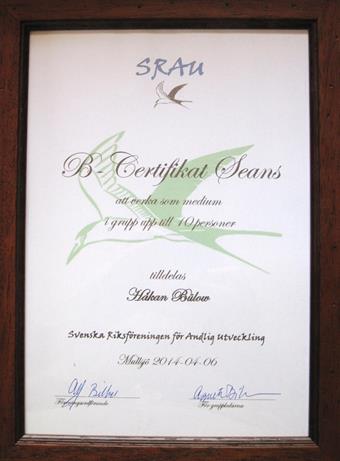 SRAU
B - Certifikat Seans
att verka som medium
i grupp upp till 10 personer
tilldelas
Håkan Bülow
Svenska Riksföreningen för Andlig Utveckling
Mullsjö 2014-04-06
För